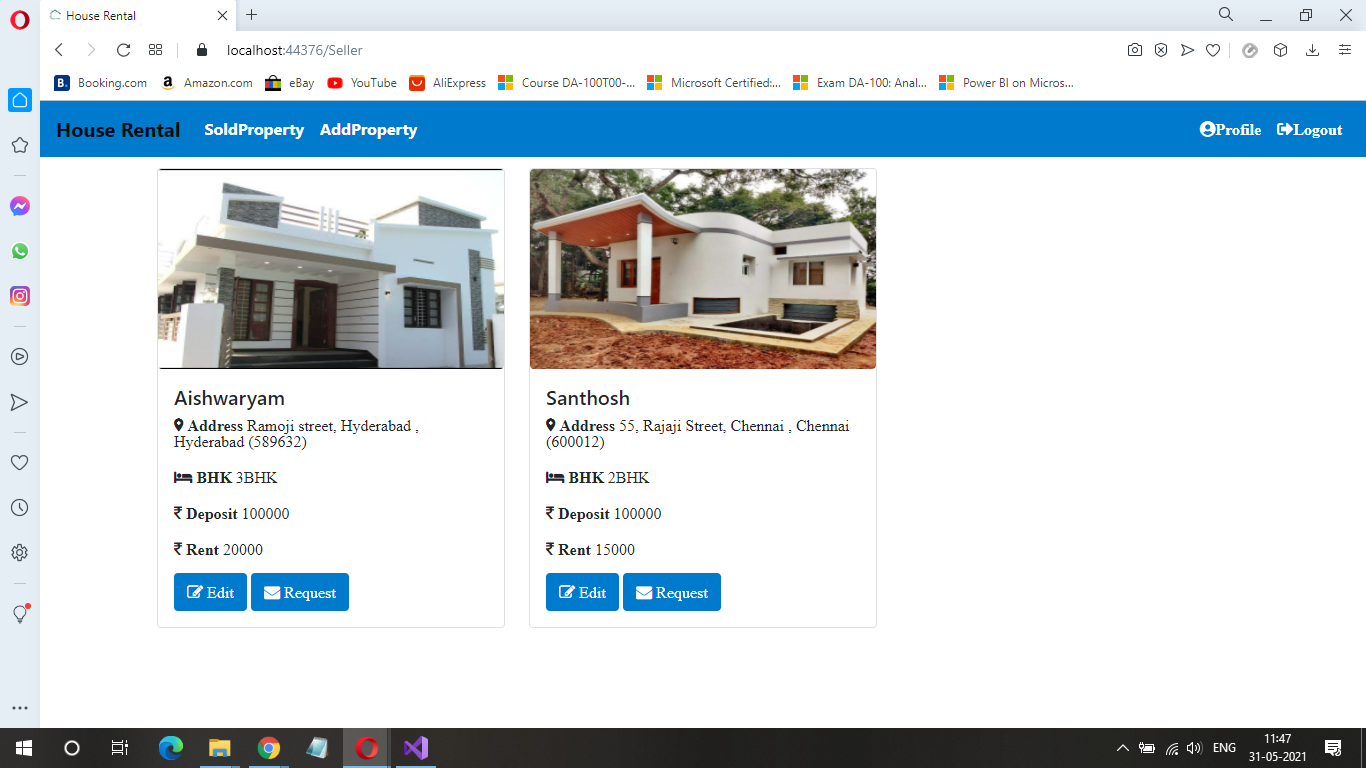 House Rental
localhost:44376/Seller
B. Booking.com a Amazon.com eBay YouTube AliExpress Course DA-100T00-... Microsoft Certified:... Exam DA-100: Anal... Power BI on Micros...
House Rental SoldProperty AddProperty Profile Logout
Aishwaryam
Address Ramoji street, Hyderabad ,
Hyderabad (589632)
BHK 3BHK
₹ Deposit 100000
₹ Rent 20000
Edit Request
Santhosh
Address 55, Rajaji Street, Chennai , Chennai
(600012)
BHK 2BHK
₹ Deposit 100000
₹ Rent 15000
Edit Request
ENG
11:47
31-05-2021